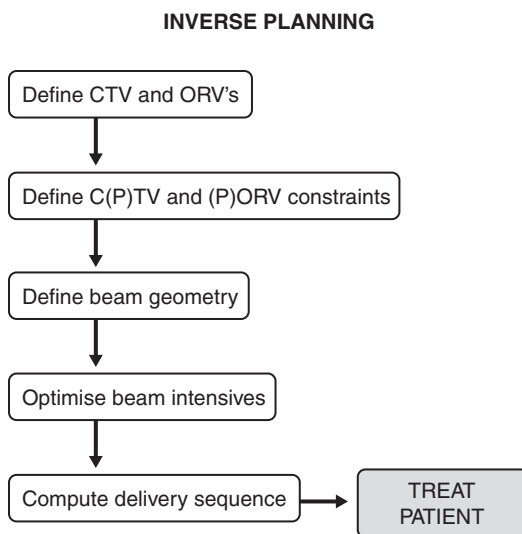 INVERSE PLANNING
Define CTV and ORV's
Define C(P)TV and (P)ORV constraints
Define beam geometry
Optimise beam intensives
Compute delivery sequence
TREAT
PATIENT